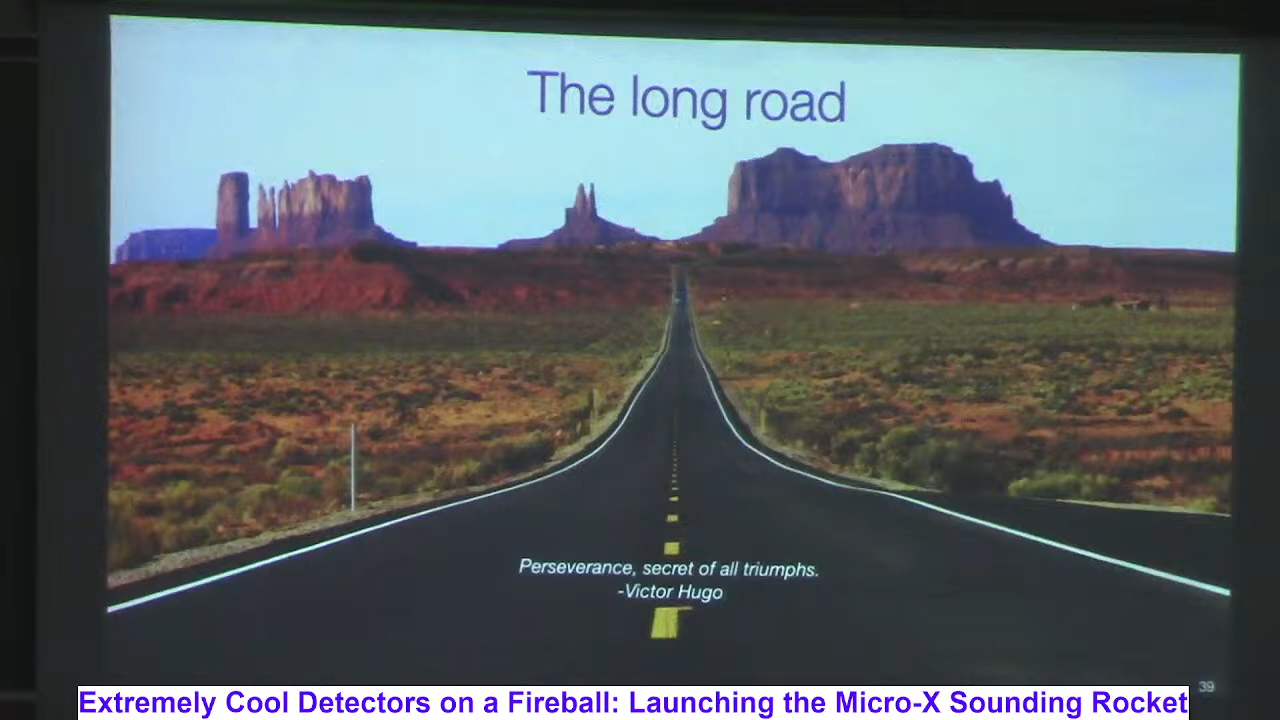 The long road
Perseverance, secret of all triumphs.
-Victor Hugo
39
Extremely Cool Detectors on a Fireball: Launching the Micro-X Sounding Rocket